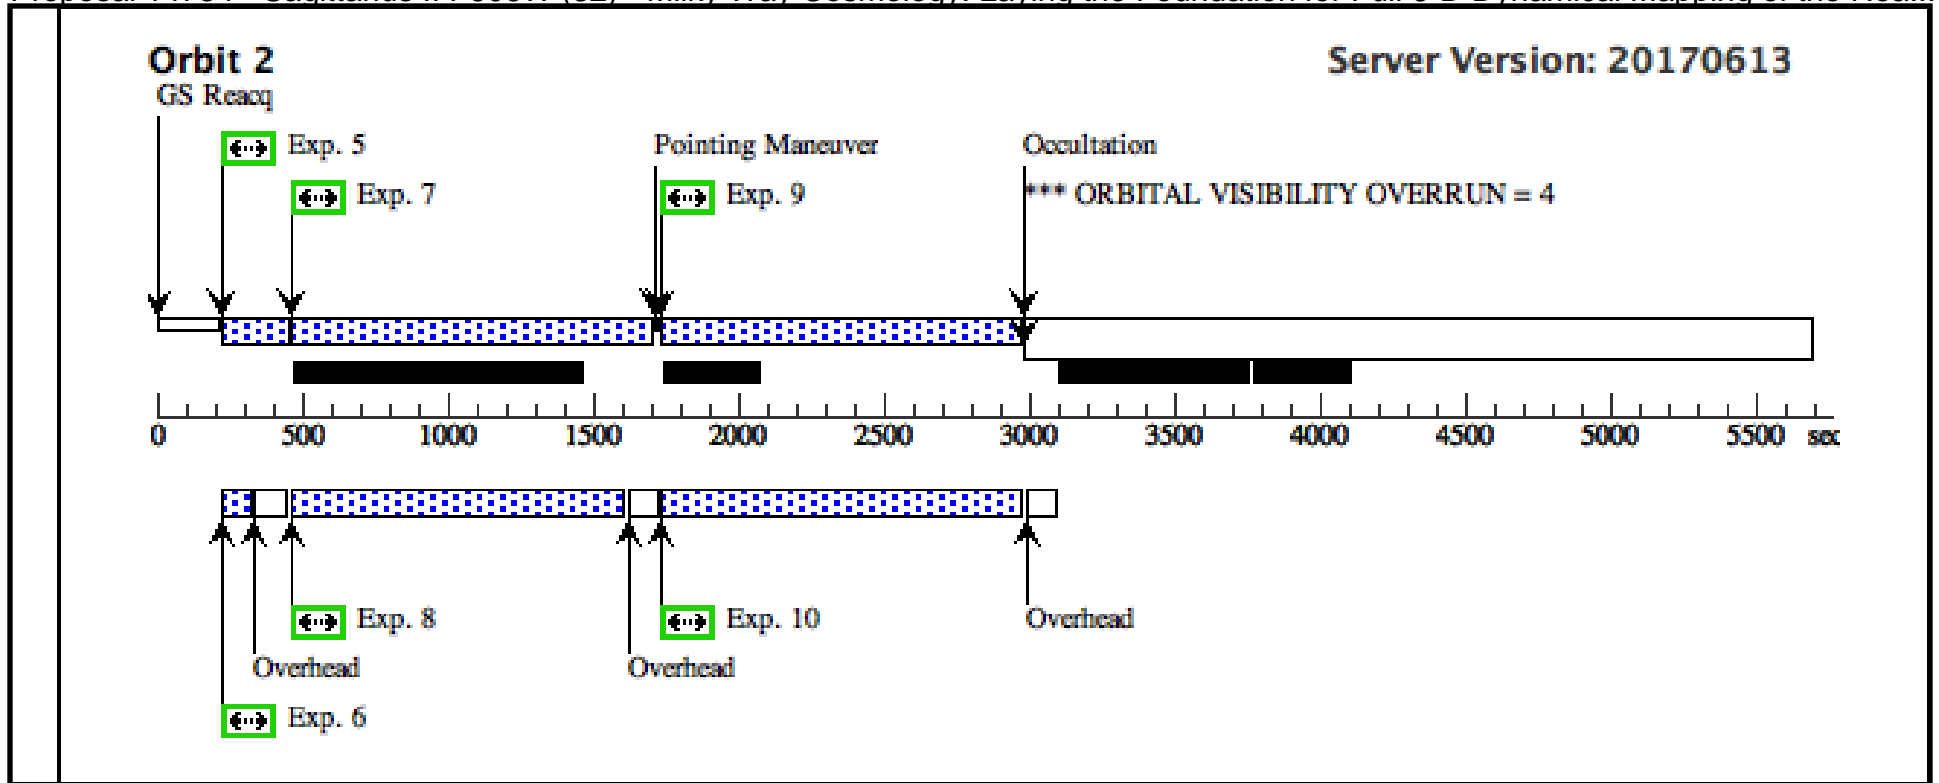 Orbit 2
Server Version: 20170613
GS Reacq
Exp. 5
Pointing Maneuver
Occultation
Exp. 7
Exp. 9
*** ORBITAL VISIBILITY OVERRUN = 4
0 500 1000 1500 2000 2500 3000 3500 4000 4500 5000 5500 sec
Exp. 8
Exp. 10
Overhead
Overhead
Overhead
Exp. 6